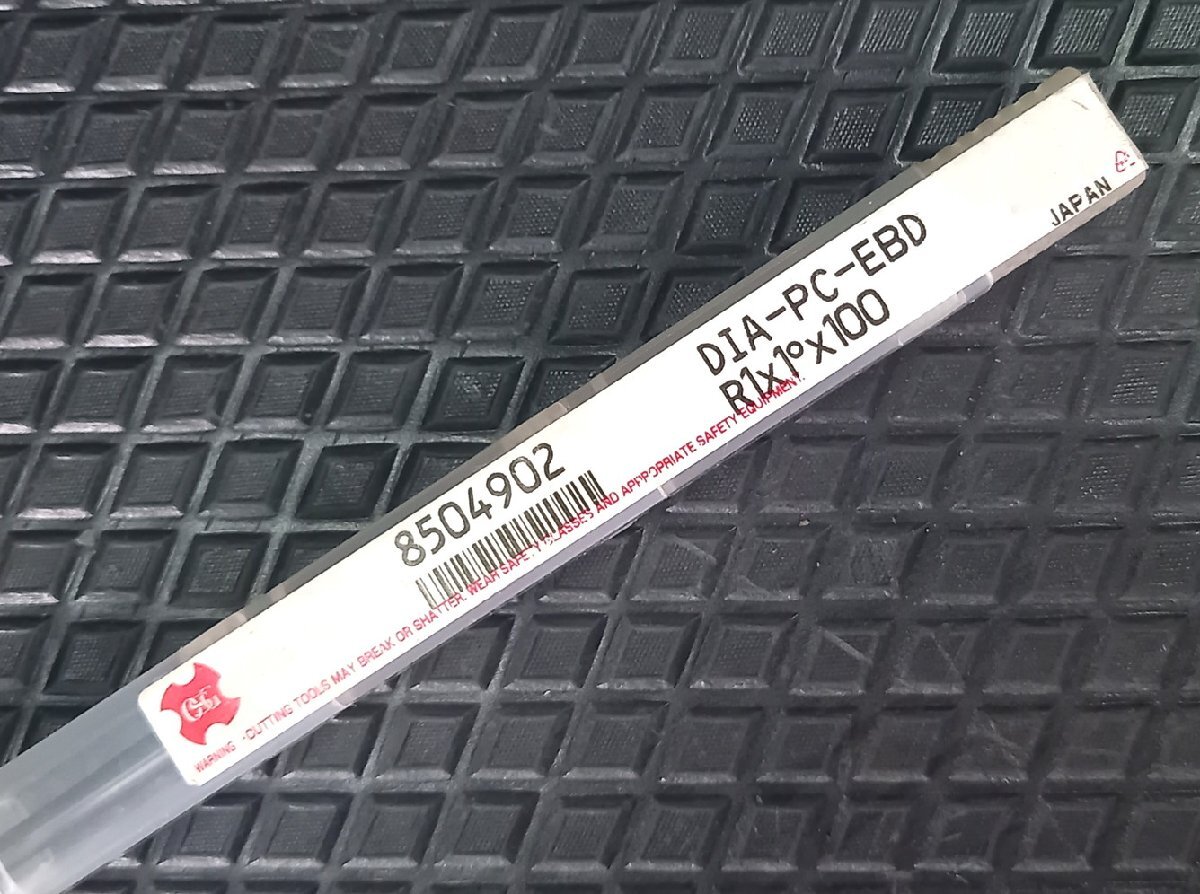 OSG
8504902
DIA-PC-EBD
R1x1°x100
JAPAN
WARNING - CUTTING TOOLS MAY BREAK OR SHATTER. WEAR SAFETY GLASSES AND APPROPRIATE SAFETY EQUIPMENT.